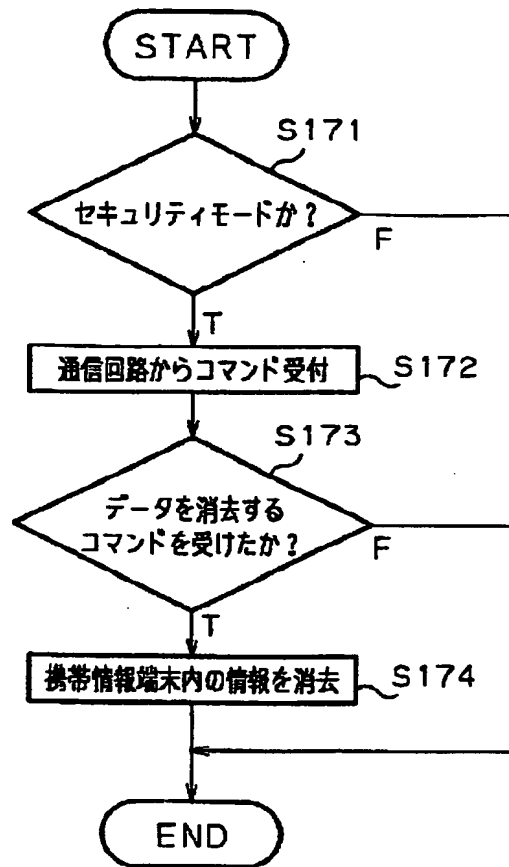 START
S171
セキュリティモードか?
F
T
通信回路からコマンド受付
S172
S173
データを消去する
コマンドを受けたか?
F
T
携帯情報端末内の情報を消去
S174
END